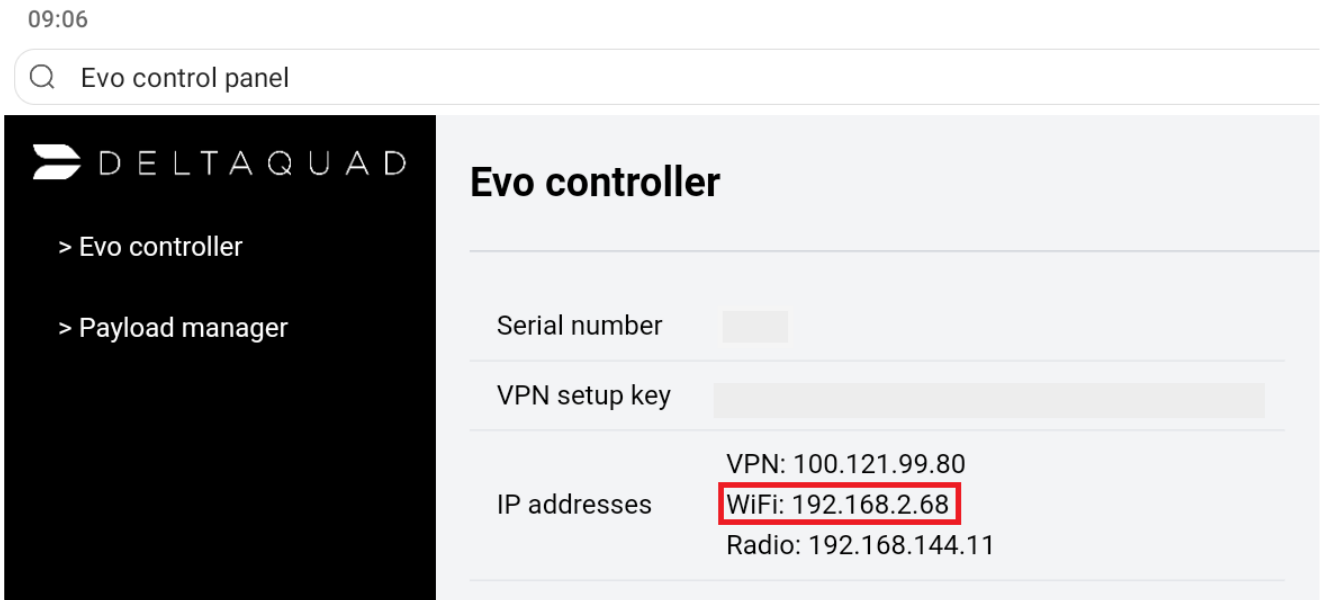 09:06
Evo control panel
DELTAQUAD
> Evo controller
> Payload manager
Evo controller
Serial number
VPN setup key
IP addresses
VPN: 100.121.99.80
WiFi: 192.168.2.68
Radio: 192.168.144.11